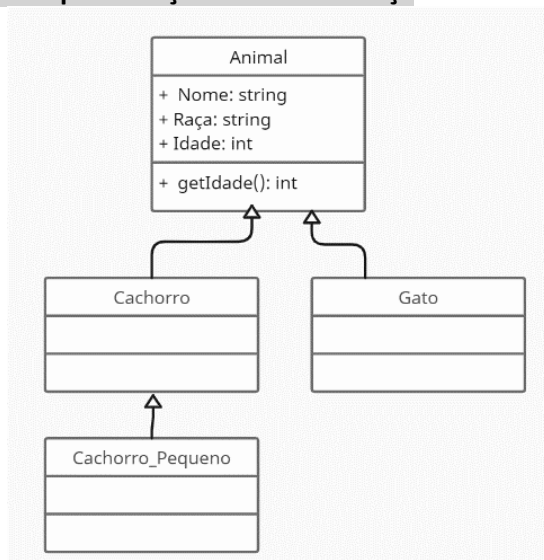 Animal
+ Nome: string
+ Raça: string
+ Idade: int
+ getIdade(): int
Cachorro
Gato
Cachorro_Pequeno